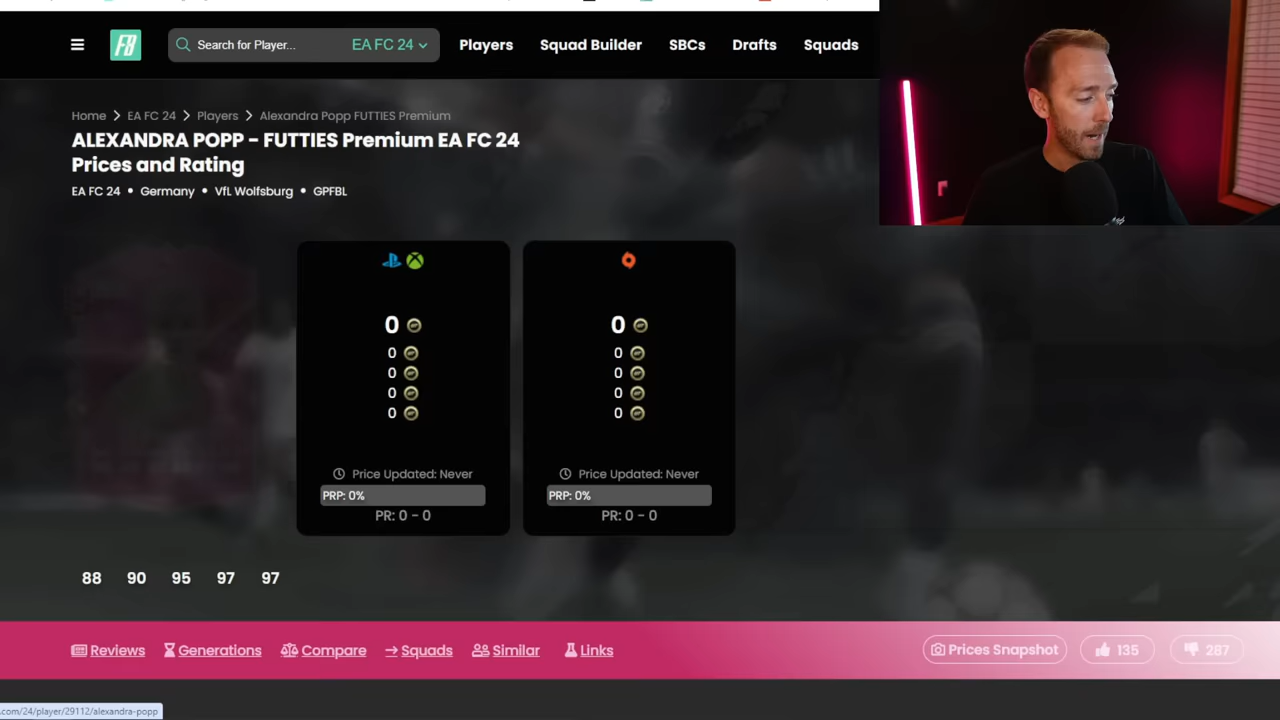 FB
Search for Player...
EA FC 24
Players
Squad Builder
SBCs
Drafts
Squads
Home > EA FC 24 > Players > Alexandra Popp FUTTIES Premium
ALEXANDRA POPP - FUTTIES Premium EA FC 24
Prices and Rating
EA FC 24 • Germany • VfL Wolfsburg • GPFBL
0
0
0
0
0
Price Updated: Never
PRP: 0%
PR: 0 - 0
0
0
0
0
0
Price Updated: Never
PRP: 0%
PR: 0 - 0
88 90 95 97 97
Reviews
Generations
Compare
Squads
Similar
Links
Prices Snapshot
135
287
.com/24/player/29112/alexandra-popp